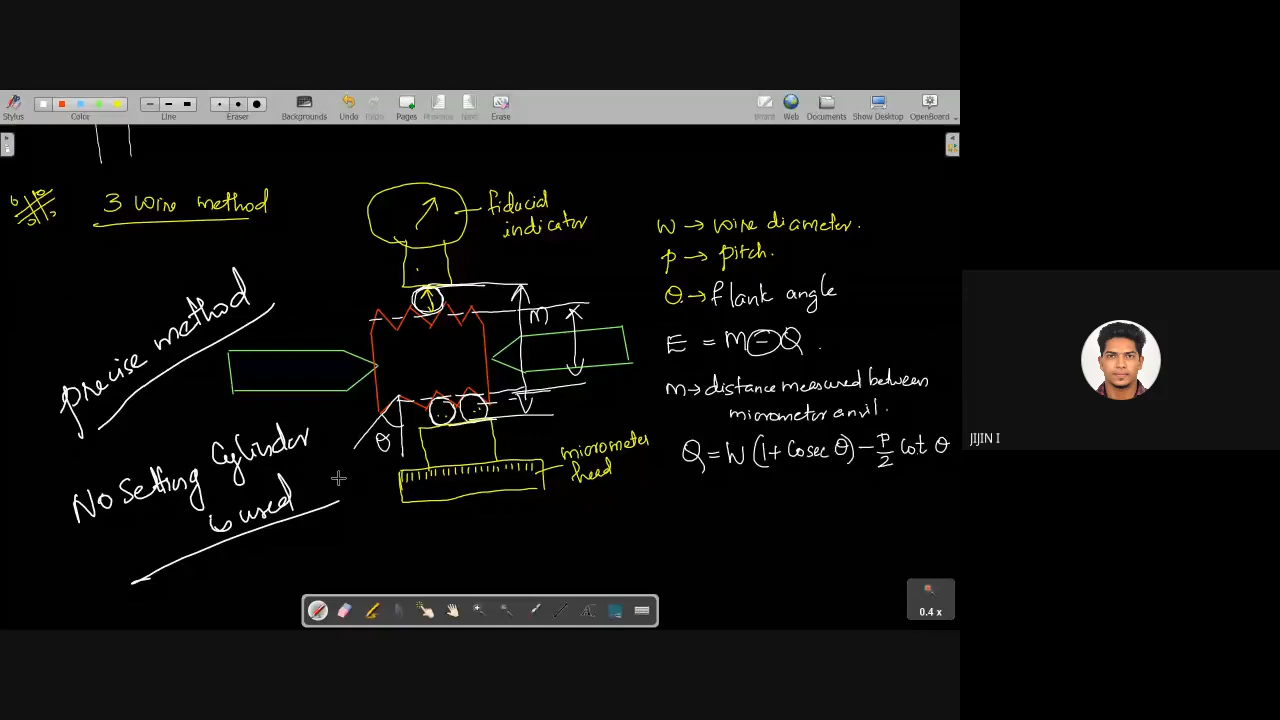 Stylus
Color
Line
Eraser
Backgrounds
Undo
Pages
Previous
Next
Erase
Web
Documents
Show Desktop
OpenBoard
3 wire method
fiducial
indicator
w → wire diameter.
p → pitch.
θ → flank angle
precise method
m
E = m - Q.
m → distance measured between
micrometer anvil.
Q = W (1 + Cosec θ) - P/2 cot θ
θ
No Setting Cylinder
is used
micrometer
head
JIJIN I
0.4 x